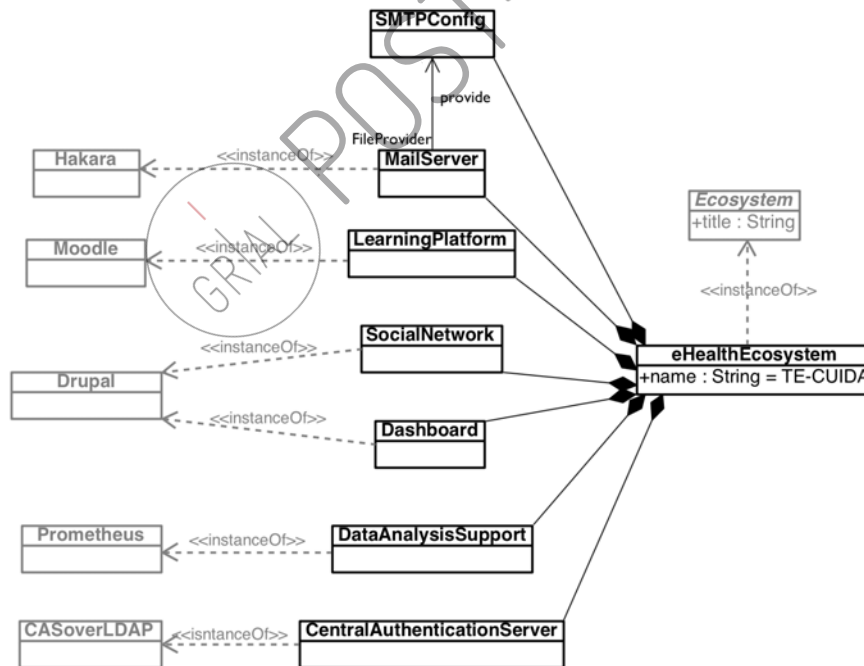 POST
SMTPConfig
provide
FileProvider
Hakara
<<instanceOf>>
MailServer
Ecosystem
+title : String
Moodle
<<instanceOf>>
LearningPlatform
GRIAL
<<instanceOf>>
SocialNetwork
<<instanceOf>>
eHealthEcosystem
+name : String = TE-CUIDA
Drupal
<<instanceOf>>
Dashboard
Prometheus
<<instanceOf>>
DataAnalysisSupport
CASoverLDAP
<<isntanceOf>>
CentralAuthenticationServer